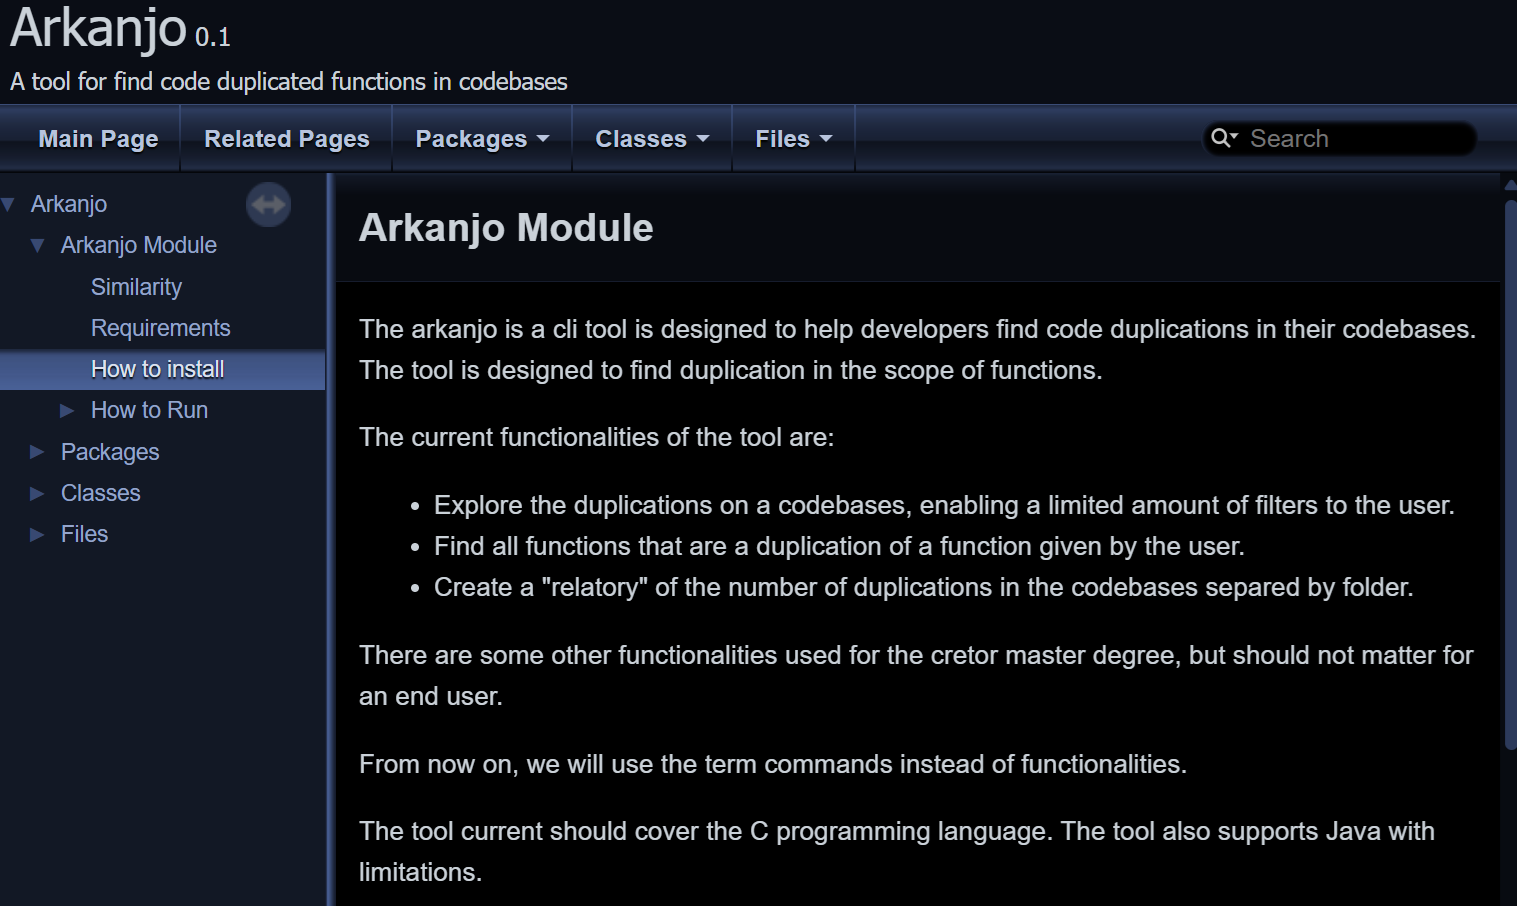 Arkanjo 0.1
A tool for find code duplicated functions in codebases
Main Page
Related Pages
Packages
Classes
Files
Search
Arkanjo
Arkanjo Module
Similarity
Requirements
How to install
How to Run
Packages
Classes
Files
Arkanjo Module
The arkanjo is a cli tool is designed to help developers find code duplications in their codebases.
The tool is designed to find duplication in the scope of functions.
The current functionalities of the tool are:
• Explore the duplications on a codebases, enabling a limited amount of filters to the user.
• Find all functions that are a duplication of a function given by the user.
• Create a "relatory" of the number of duplications in the codebases separed by folder.
There are some other functionalities used for the cretor master degree, but should not matter for
an end user.
From now on, we will use the term commands instead of functionalities.
The tool current should cover the C programming language. The tool also supports Java with
limitations.